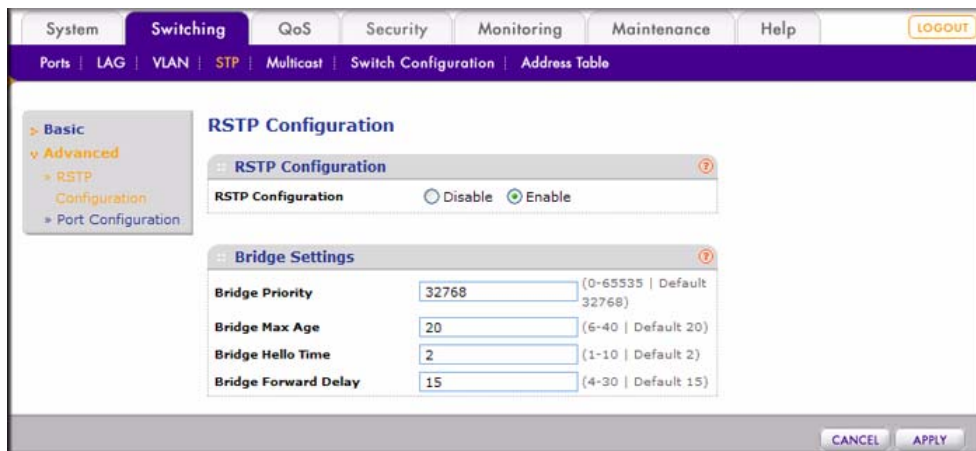 System Switching QoS Security Monitoring Maintenance Help LOGOUT
Ports | LAG | VLAN | STP | Multicast | Switch Configuration | Address Table
Basic
Advanced
» RSTP
Configuration
» Port Configuration
RSTP Configuration
RSTP Configuration ?
RSTP Configuration Disable Enable
Bridge Settings ?
Bridge Priority 32768 (0-65535 | Default
32768)
Bridge Max Age 20 (6-40 | Default 20)
Bridge Hello Time 2 (1-10 | Default 2)
Bridge Forward Delay 15 (4-30 | Default 15)
CANCEL APPLY